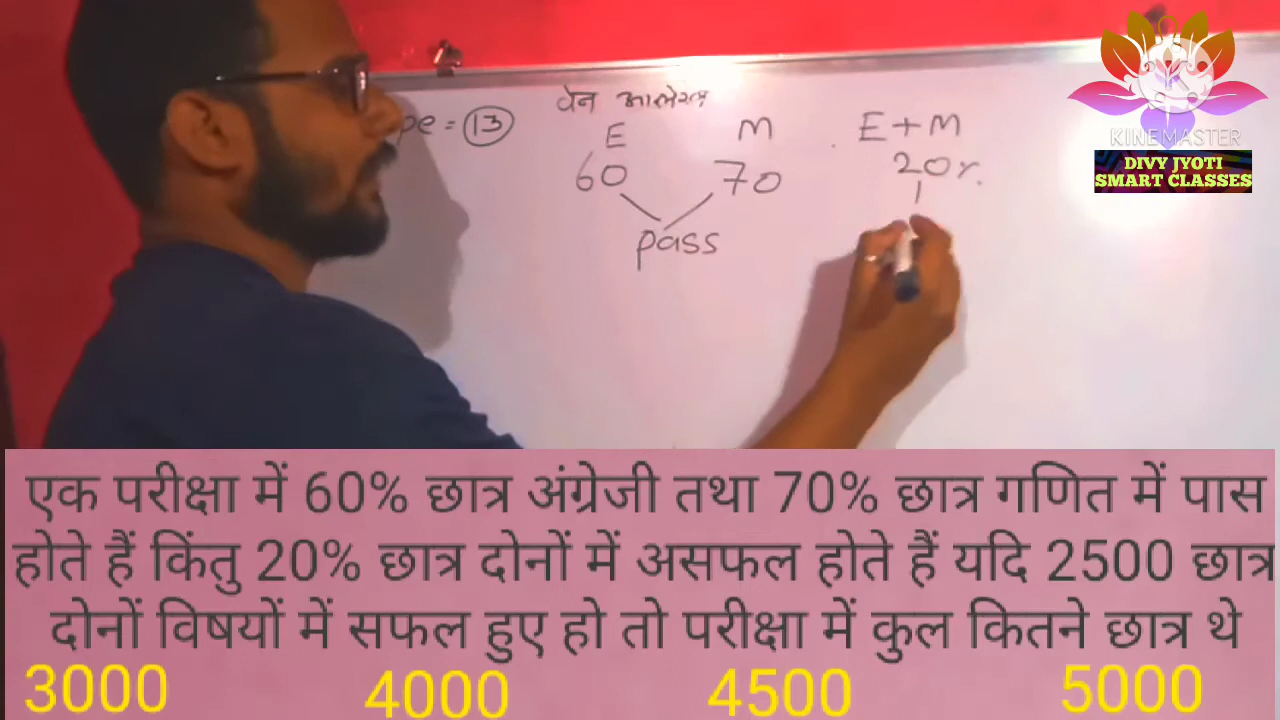 वेन आलेख
pe = 13
E M E + M
60 70 20%.
pass
KINEMASTER
DIVY JYOTI
SMART CLASSES
एक परीक्षा में 60% छात्र अंग्रेजी तथा 70% छात्र गणित में पास
होते हैं किंतु 20% छात्र दोनों में असफल होते हैं यदि 2500 छात्र
दोनों विषयों में सफल हुए हो तो परीक्षा में कुल कितने छात्र थे
3000 4000 4500 5000